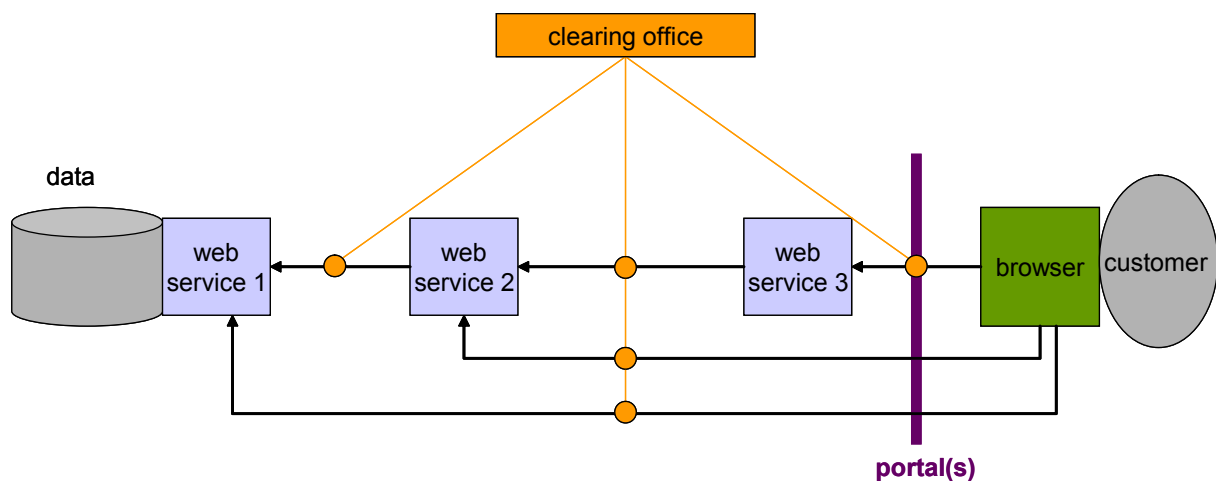 clearing office
data
web
service 1
web
service 2
web
service 3
browser
customer
portal(s)